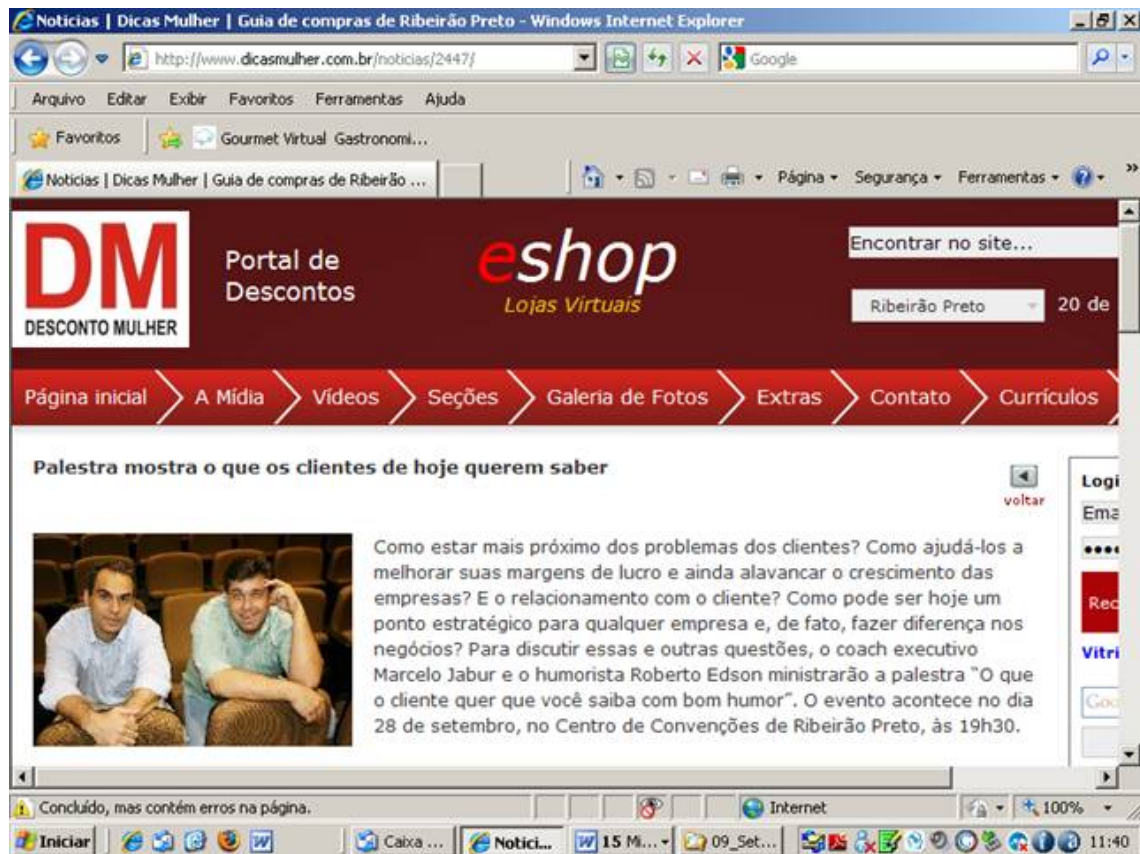 Noticias | Dicas Mulher | Guia de compras de Ribeirão Preto - Windows Internet Explorer
http://www.dicasmulher.com.br/noticias/2447/
Google
Arquivo Editar Exibir Favoritos Ferramentas Ajuda
Favoritos Gourmet Virtual Gastronomi...
Noticias | Dicas Mulher | Guia de compras de Ribeirão ... Página Segurança Ferramentas »
DM
DESCONTO MULHER
Portal de
Descontos
eshop
Lojas Virtuais
Encontrar no site...
Ribeirão Preto 20 de
Página inicial A Mídia Vídeos Seções Galeria de Fotos Extras Contato Currículos
Palestra mostra o que os clientes de hoje querem saber
voltar
Como estar mais próximo dos problemas dos clientes? Como ajudá-los a
melhorar suas margens de lucro e ainda alavancar o crescimento das
empresas? E o relacionamento com o cliente? Como pode ser hoje um
ponto estratégico para qualquer empresa e, de fato, fazer diferença nos
negócios? Para discutir essas e outras questões, o coach executivo
Marcelo Jabur e o humorista Roberto Edson ministrarão a palestra "O que
o cliente quer que você saiba com bom humor". O evento acontece no dia
28 de setembro, no Centro de Convenções de Ribeirão Preto, às 19h30.
Logi
Ema
Rec
Vitri
Goo
Concluído, mas contém erros na página. Internet 100%
Iniciar Caixa ... Notici... 15 Mi... 09_Set... 11:40